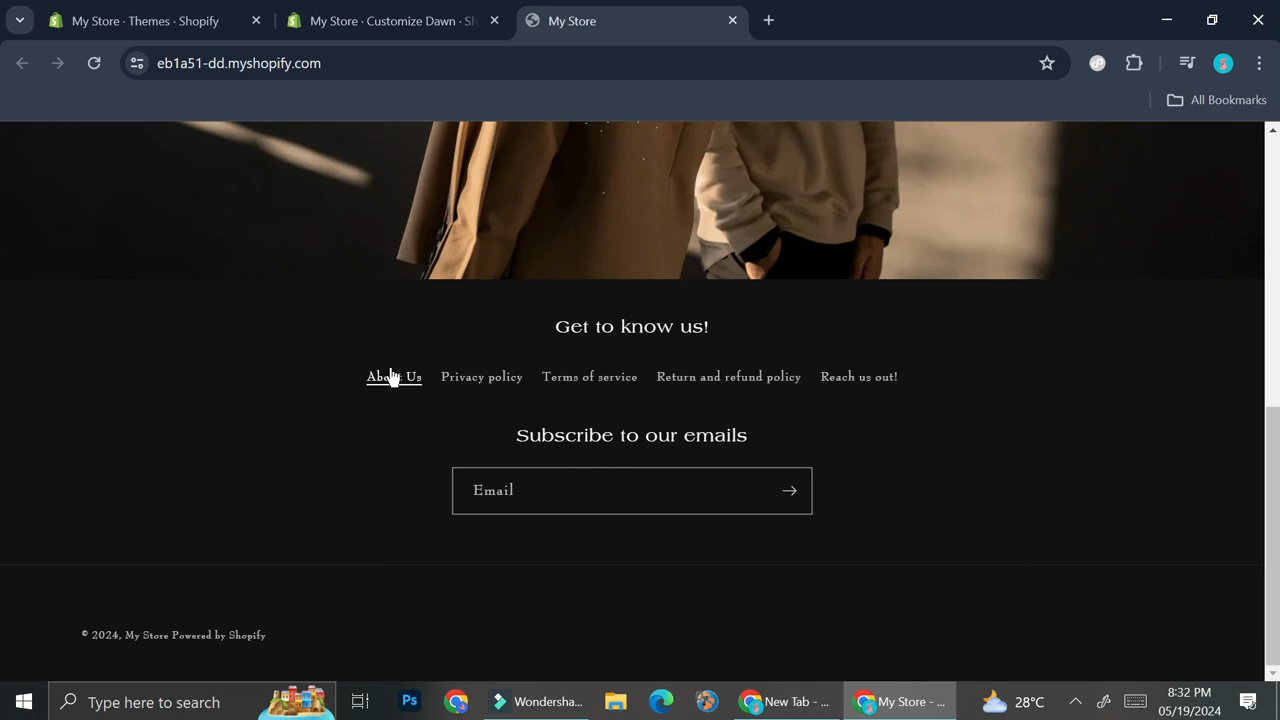 My Store - Themes · Shopify
My Store · Customize Dawn · Sh
My Store
eb1a51-dd.myshopify.com
All Bookmarks
Get to know us!
About Us Privacy policy Terms of service Return and refund policy Reach us out!
Subscribe to our emails
Email
© 2024, My Store Powered by Shopify
Type here to search
Ps
Wondersha...
New Tab - ...
My Store - ...
28°C
8:32 PM
05/19/2024